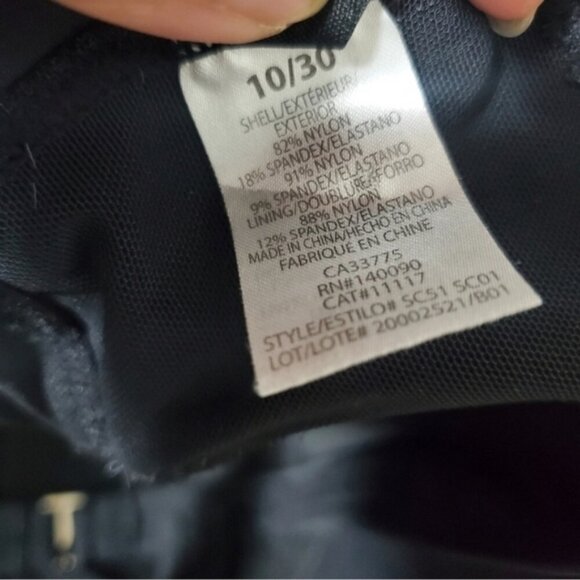 10/30
SHELL/EXTÉRIEUR/
EXTERIOR
82% NYLON
18% SPANDEX/ELASTANO
91% NYLON
9% SPANDEX/ELASTANO
LINING/DOUBLURE/FORRO
88% NYLON
12% SPANDEX/ELASTANO
MADE IN CHINA/HECHO EN CHINA
FABRIQUÉ EN CHINE
CA33775
RN#140090
CAT#11117
STYLE/ESTILO# SC51 SC01
LOT/LOTE# 20002521/B01